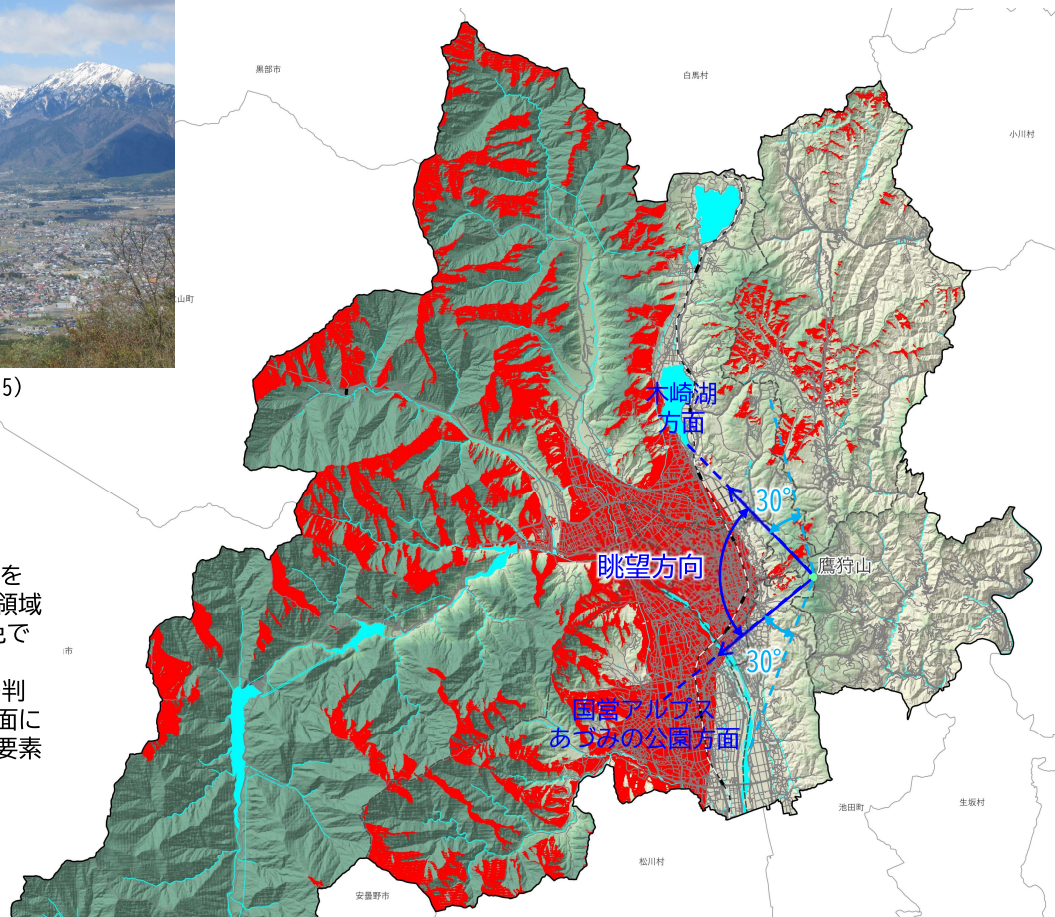 黒部市
白馬村
小川村
山町
5)
木崎湖
方面
30°
眺望方向
鷹狩山
30°
国営アルプス
あづみの公園方面
を
領域
で
市
判
面に
要素
池田町
生坂村
松川村
安曇野市